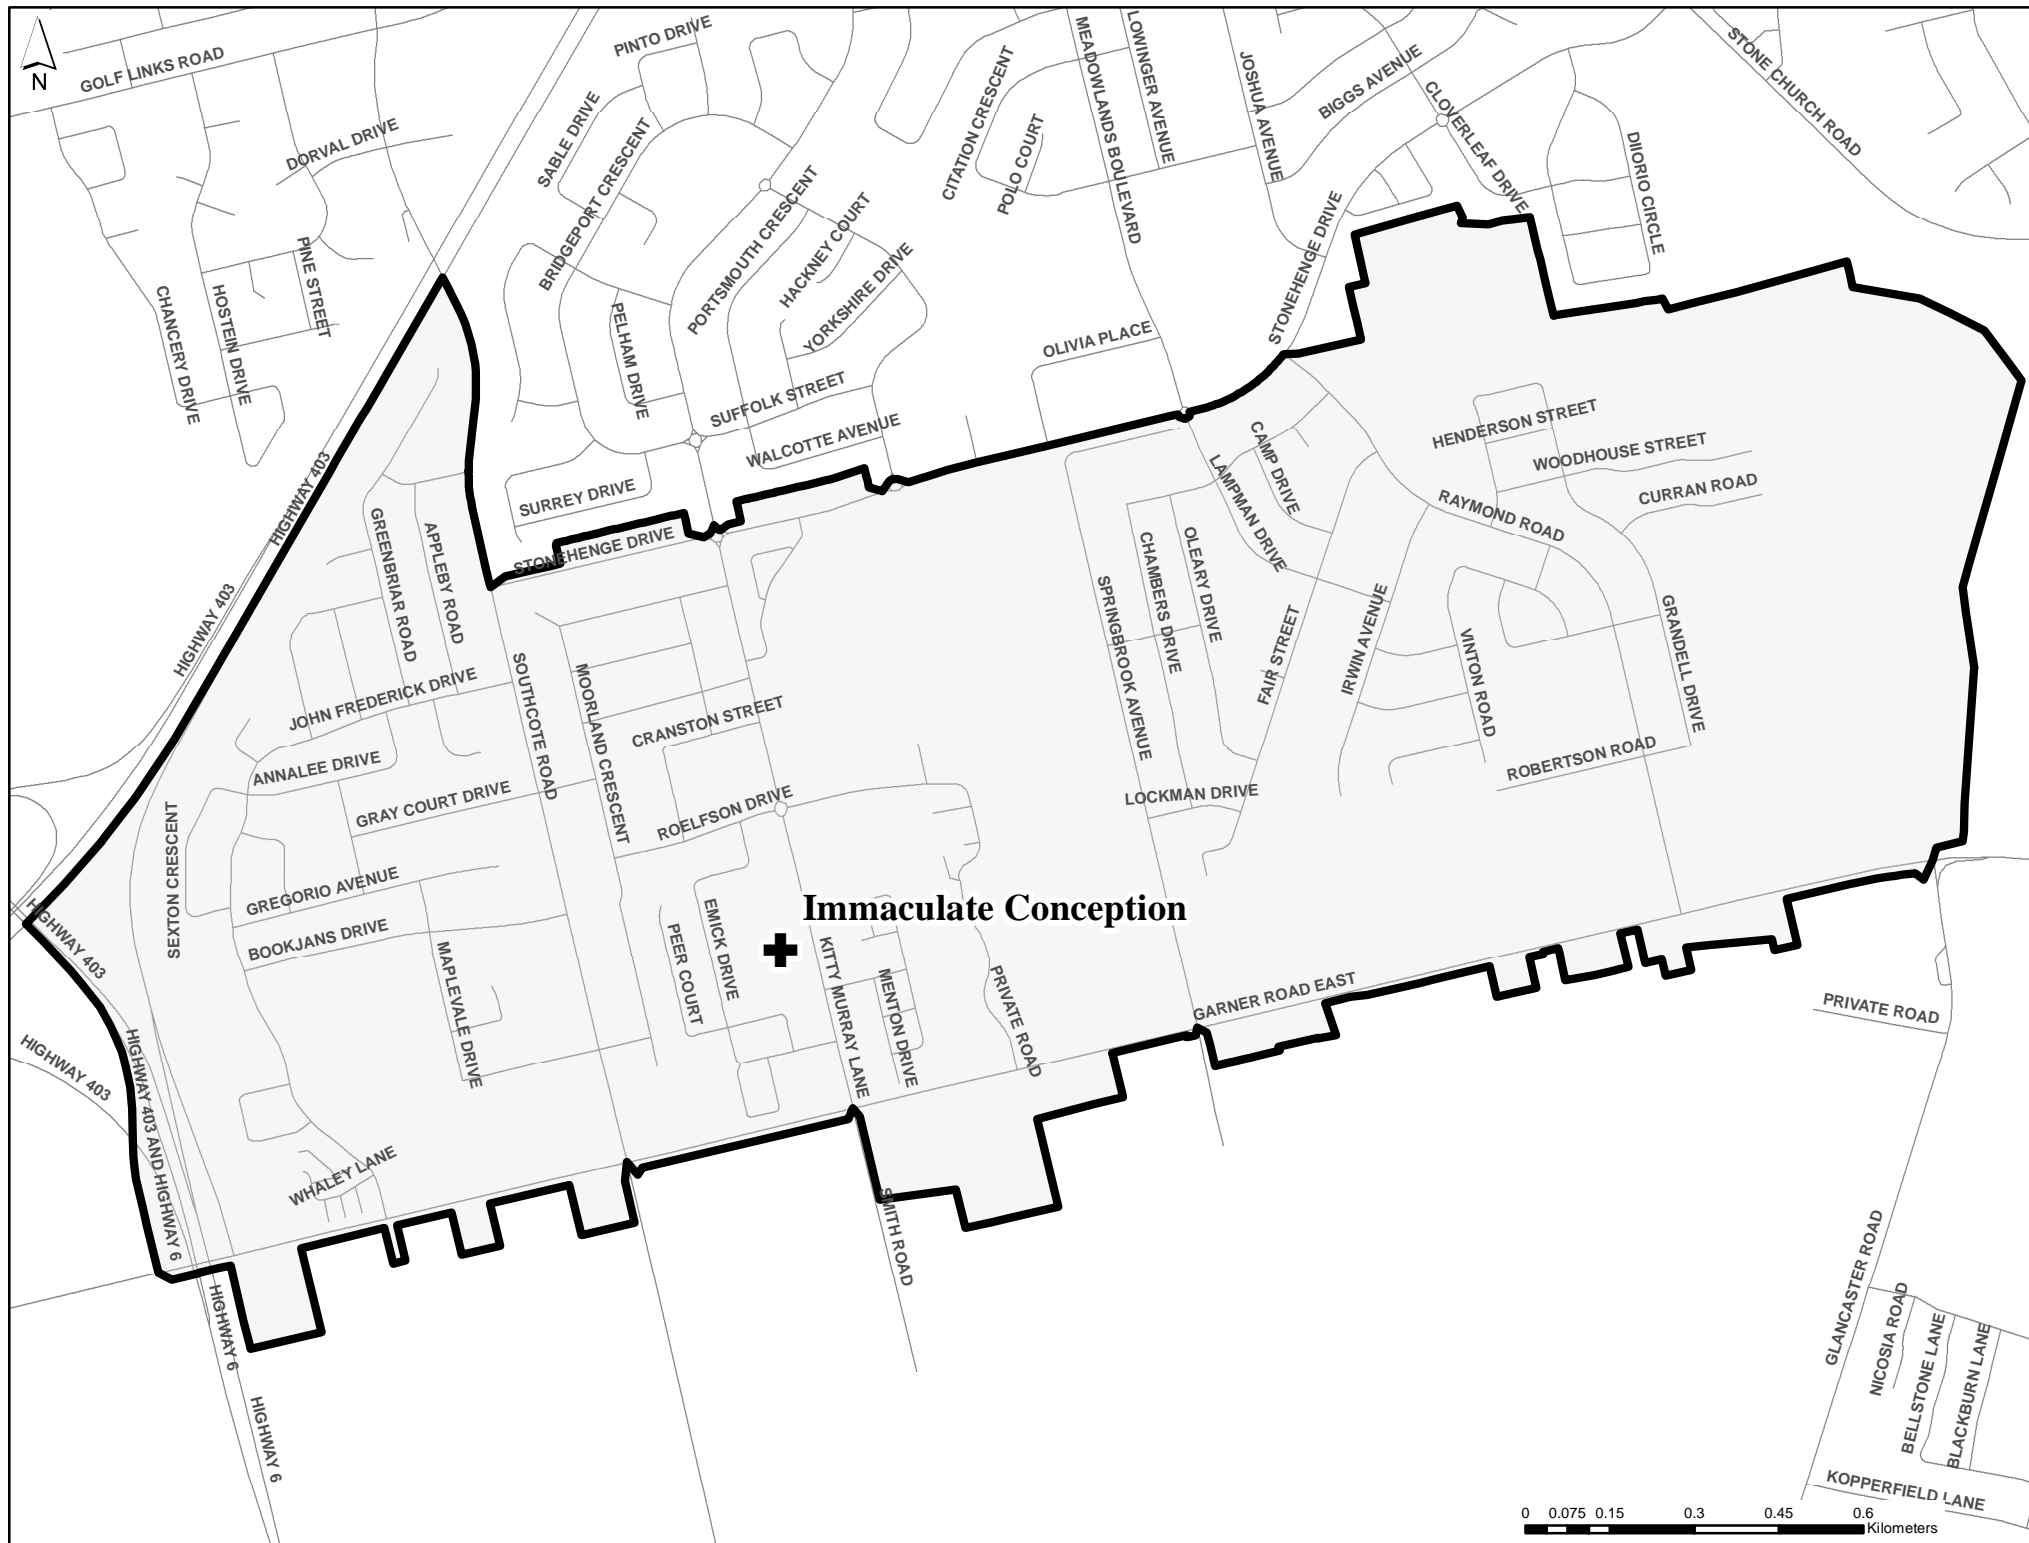 N
GOLF LINKS ROAD
DORVAL DRIVE
PINE STREET
CHANCERY DRIVE
HOSTEIN DRIVE
PINTO DRIVE
SABLE DRIVE
BRIDGEPORT CRESCENT
PORTSMOUTH CRESCENT
HACKNEY COURT
YORKSHIRE DRIVE
PELHAM DRIVE
SUFFOLK STREET
WALCOTTE AVENUE
SURREY DRIVE
CITATION CRESCENT
POLO COURT
MEADOWLANDS BOULEVARD
LOWINGER AVENUE
JOSHUA AVENUE
BIGGS AVENUE
CLOVERLEAF DRIVE
STONE CHURCH ROAD
DIIORIO CIRCLE
STONEHENGE DRIVE
STONEHENGE DRIVE
OLIVIA PLACE
HIGHWAY 403
HIGHWAY 403
GREENBRIAR ROAD
APPLEBY ROAD
STONEHENGE DRIVE
JOHN FREDERICK DRIVE
ANNALEE DRIVE
GRAY COURT DRIVE
SOUTHCOTE ROAD
MOORLAND CRESCENT
CRANSTON STREET
ROELFSON DRIVE
SEXTON CRESCENT
GREGORIO AVENUE
BOOKJANS DRIVE
MAPLEVALE DRIVE
PEER COURT
EMICK DRIVE
Immaculate Conception
KITTY MURRAY LANE
MENTON DRIVE
PRIVATE ROAD
HENDERSON STREET
WOODHOUSE STREET
CURRAN ROAD
RAYMOND ROAD
CAMP DRIVE
LAMPMAN DRIVE
OLEARY DRIVE
CHAMBERS DRIVE
SPRINGBROOK AVENUE
FAIR STREET
IRWIN AVENUE
VINTON ROAD
GRANDELL DRIVE
ROBERTSON ROAD
LOCKMAN DRIVE
GARNER ROAD EAST
HIGHWAY 403
HIGHWAY 403
HIGHWAY 403 AND HIGHWAY 6
WHALEY LANE
HIGHWAY 6
HIGHWAY 6
SMITH ROAD
PRIVATE ROAD
GLANCASTER ROAD
NICOSIA ROAD
BELLSTONE LANE
BLACKBURN LANE
KOPPERFIELD LANE
0 0.075 0.15 0.3 0.45 0.6
Kilometers